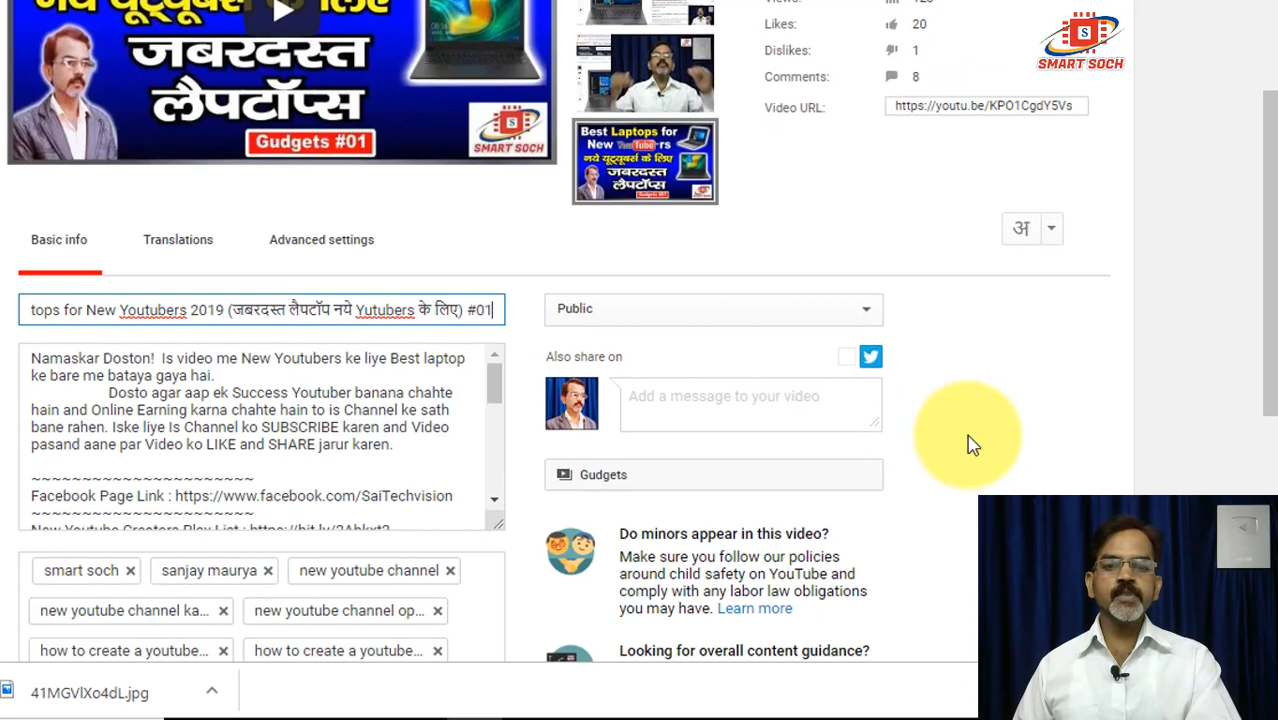 नये यूट्यूबर्स के लिए
जबरदस्त
लैपटॉप्स
Gudgets #01
SMART SOCH
Best Laptops for
New YouTubers
नये यूट्यूबर्स के लिए
जबरदस्त
लैपटॉप्स
Gudgets #01
Likes: 20
Dislikes: 1
Comments: 8
Video URL: https://youtu.be/KPO1CgdY5Vs
S
SMART SOCH
Basic info Translations Advanced settings
अ
tops for New Youtubers 2019 (जबरदस्त लैपटॉप नये Yutubers के लिए) #01
Public
Namaskar Doston! Is video me New Youtubers ke liye Best laptop
ke bare me bataya gaya hai.
Dosto agar aap ek Success Youtuber banana chahte
hain and Online Earning karna chahte hain to is Channel ke sath
bane rahen. Iske liye Is Channel ko SUBSCRIBE karen and Video
pasand aane par Video ko LIKE and SHARE jarur karen.
~~~~~~~~~~~~~~~~~~~~~~
Facebook Page Link : https://www.facebook.com/SaiTechvision
~~~~~~~~~~~~~~~~~~~~~~
Also share on
Add a message to your video
Gudgets
Do minors appear in this video?
Make sure you follow our policies
around child safety on YouTube and
comply with any labor law obligations
you may have. Learn more
Looking for overall content guidance?
smart soch × sanjay maurya × new youtube channel ×
new youtube channel ka... × new youtube channel op... ×
how to create a youtube... × how to create a youtube... ×
41MGVlXo4dL.jpg